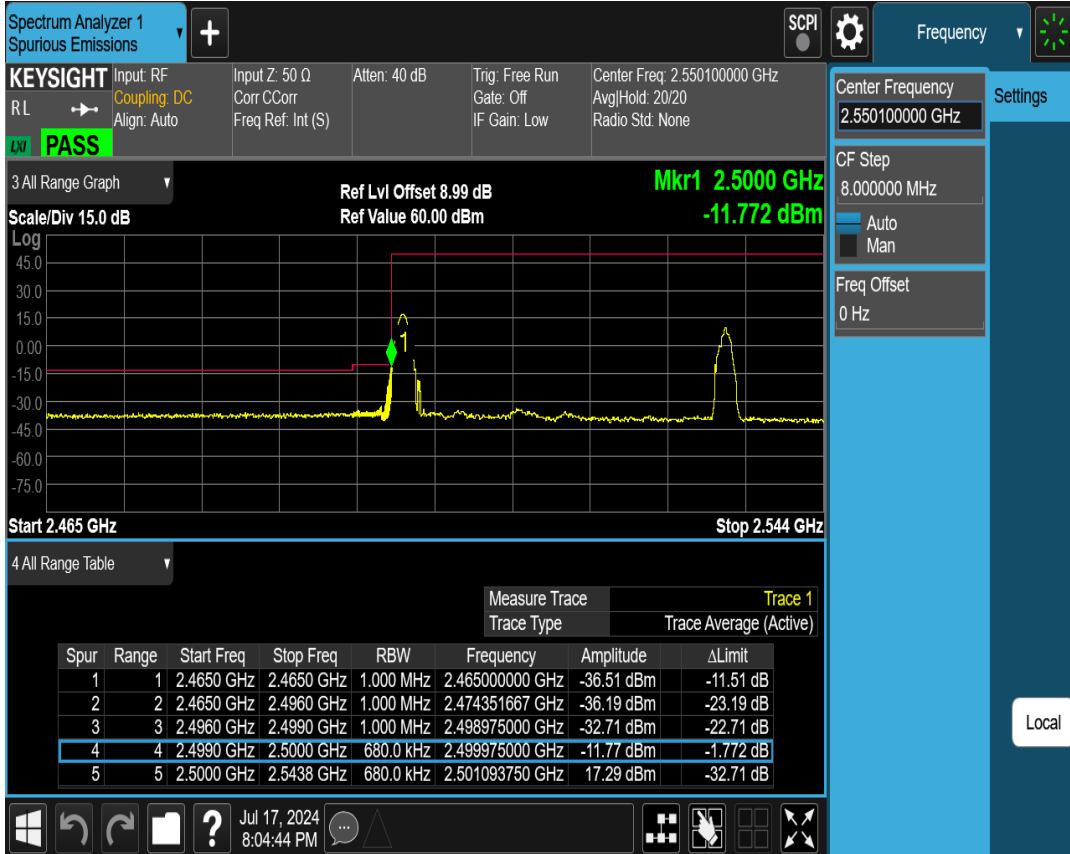 Spectrum Analyzer 1
Spurious Emissions
+
SCPI
Frequency
KEYSIGHT
RL
LXI
PASS
Input: RF
Coupling: DC
Align: Auto
Input Z: 50 Ω
Corr CCorr
Freq Ref: Int (S)
Atten: 40 dB
Trig: Free Run
Gate: Off
IF Gain: Low
Center Freq: 2.550100000 GHz
Avg|Hold: 20/20
Radio Std: None
Center Frequency
2.550100000 GHz
Settings
CF Step
8.000000 MHz
Auto
Man
Freq Offset
0 Hz
Local
3 All Range Graph
Ref Lvl Offset 8.99 dB
Mkr1 2.5000 GHz
Scale/Div 15.0 dB
Ref Value 60.00 dBm
-11.772 dBm
Log
45.0
30.0
15.0
0.00
-15.0
-30.0
-45.0
-60.0
-75.0
1
Start 2.465 GHz
Stop 2.544 GHz
4 All Range Table
Measure Trace Trace 1
Trace Type Trace Average (Active)
Spur Range Start Freq Stop Freq RBW Frequency Amplitude ΔLimit
1 1 2.4650 GHz 2.4650 GHz 1.000 MHz 2.465000000 GHz -36.51 dBm -11.51 dB
2 2 2.4650 GHz 2.4960 GHz 1.000 MHz 2.474351667 GHz -36.19 dBm -23.19 dB
3 3 2.4960 GHz 2.4990 GHz 1.000 MHz 2.498975000 GHz -32.71 dBm -22.71 dB
4 4 2.4990 GHz 2.5000 GHz 680.0 kHz 2.499975000 GHz -11.77 dBm -1.772 dB
5 5 2.5000 GHz 2.5438 GHz 680.0 kHz 2.501093750 GHz 17.29 dBm -32.71 dB
?
Jul 17, 2024
8:04:44 PM